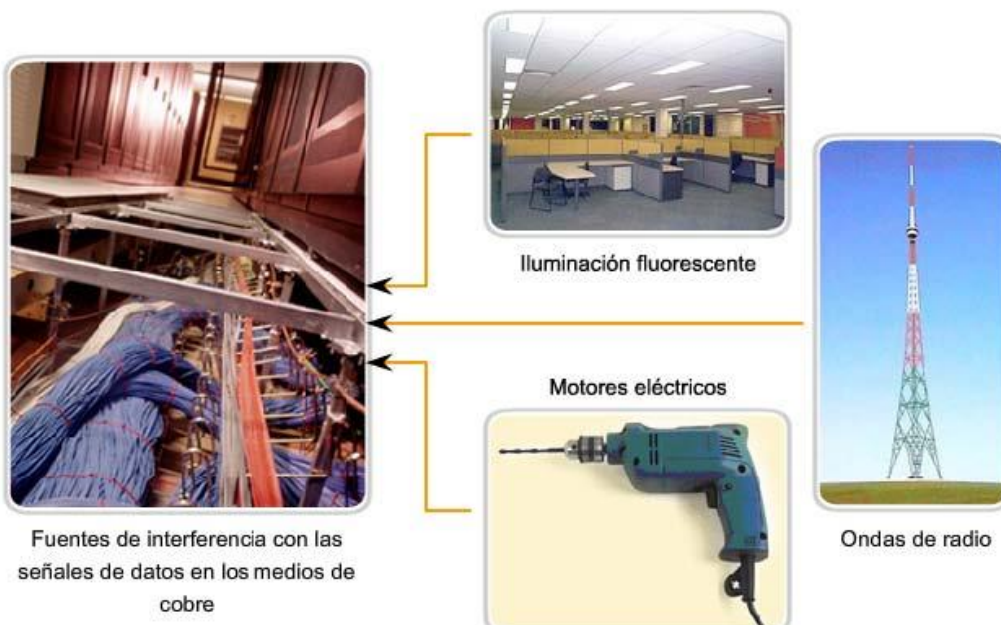 Iluminación fluorescente
Motores eléctricos
Ondas de radio
Fuentes de interferencia con las
señales de datos en los medios de
cobre